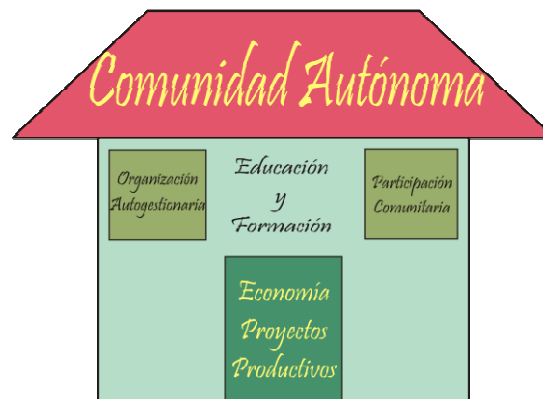 Comunidad Autónoma
Organización
Autogestionaria
Educación
y
Formación
Participación
Comunitaria
Economía
Proyectos
Productivos